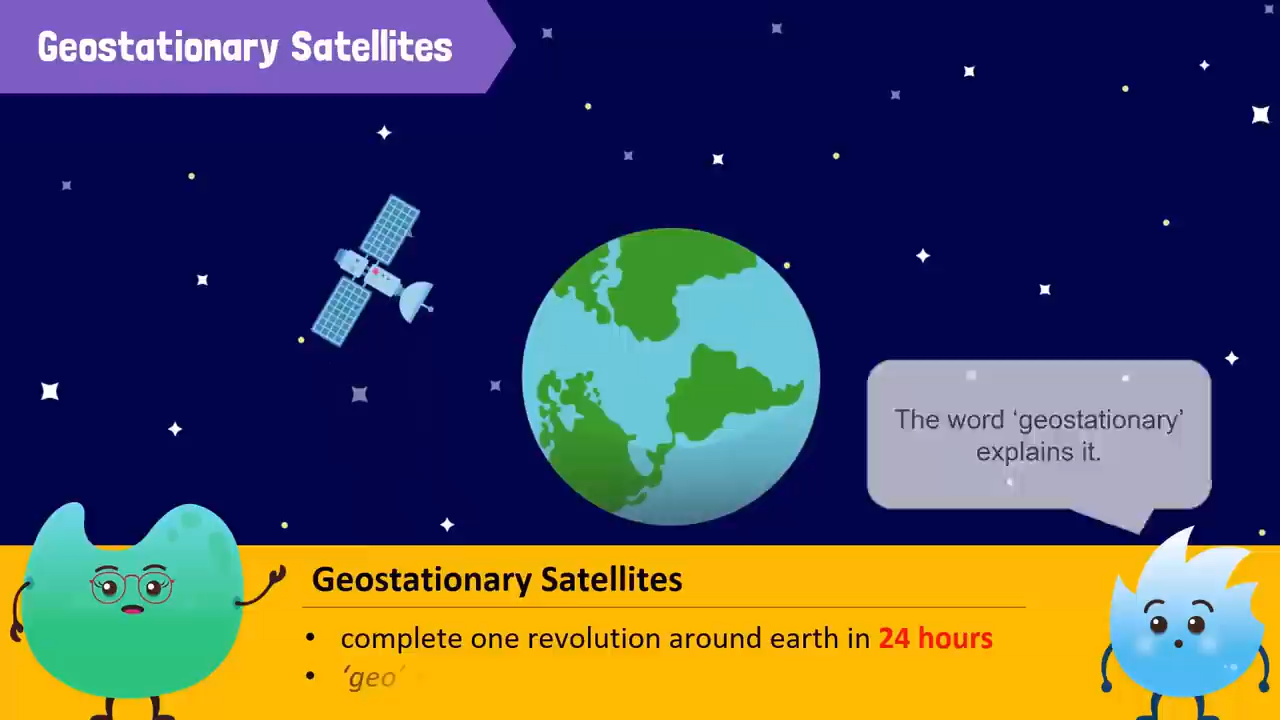 Geostationary Satellites
The word ‘geostationary’
explains it.
Geostationary Satellites
• complete one revolution around earth in 24 hours
• ‘geo’